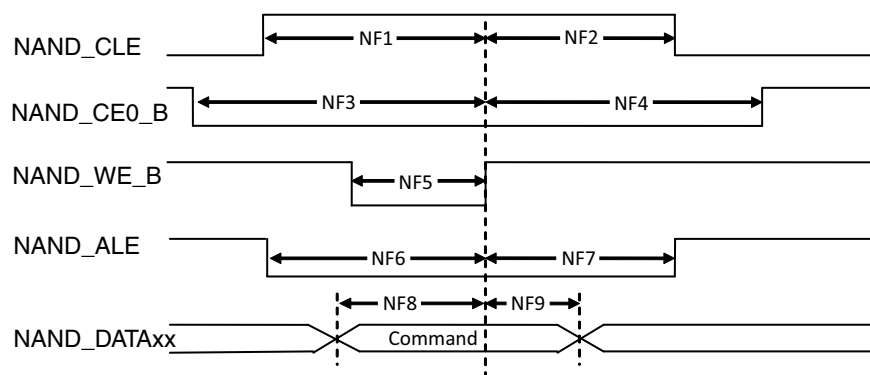 NAND_CLE NF1 NF2
NAND_CE0_B NF3 NF4
NAND_WE_B NF5
NAND_ALE NF6 NF7
NF8 NF9
NAND_DATAxx Command